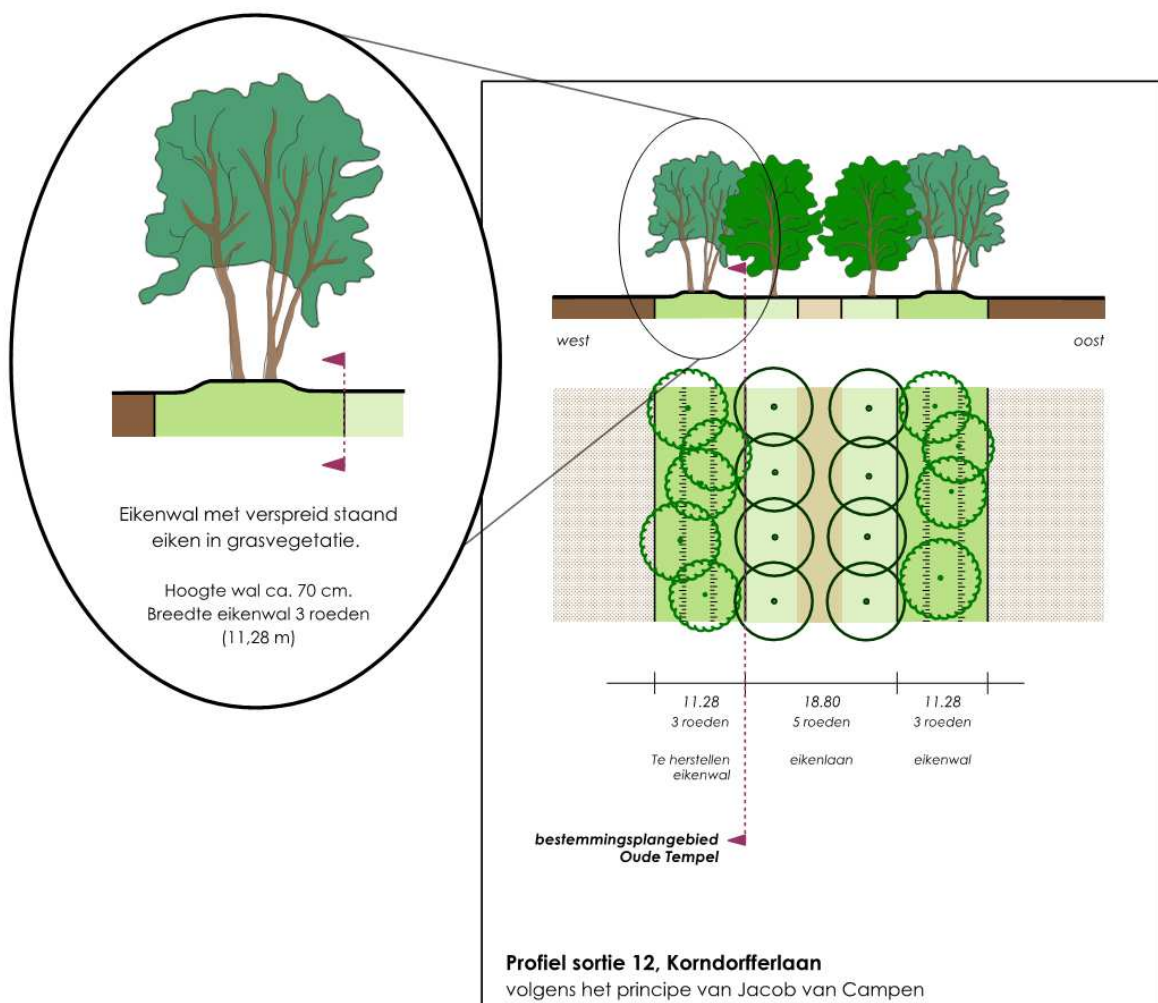 Eikenwal met verspreid staand
eiken in grasvegetatie.
Hoogte wal ca. 70 cm.
Breedte eikenwal 3 roeden
(11,28 m)
west
oost
11.28
3 roeden
Te herstellen
eikenwal
18.80
5 roeden
eikenlaan
11.28
3 roeden
eikenwal
bestemmingsplangebied
Oude Tempel
Profiel sortie 12, Korndorfferlaan
volgens het principe van Jacob van Campen